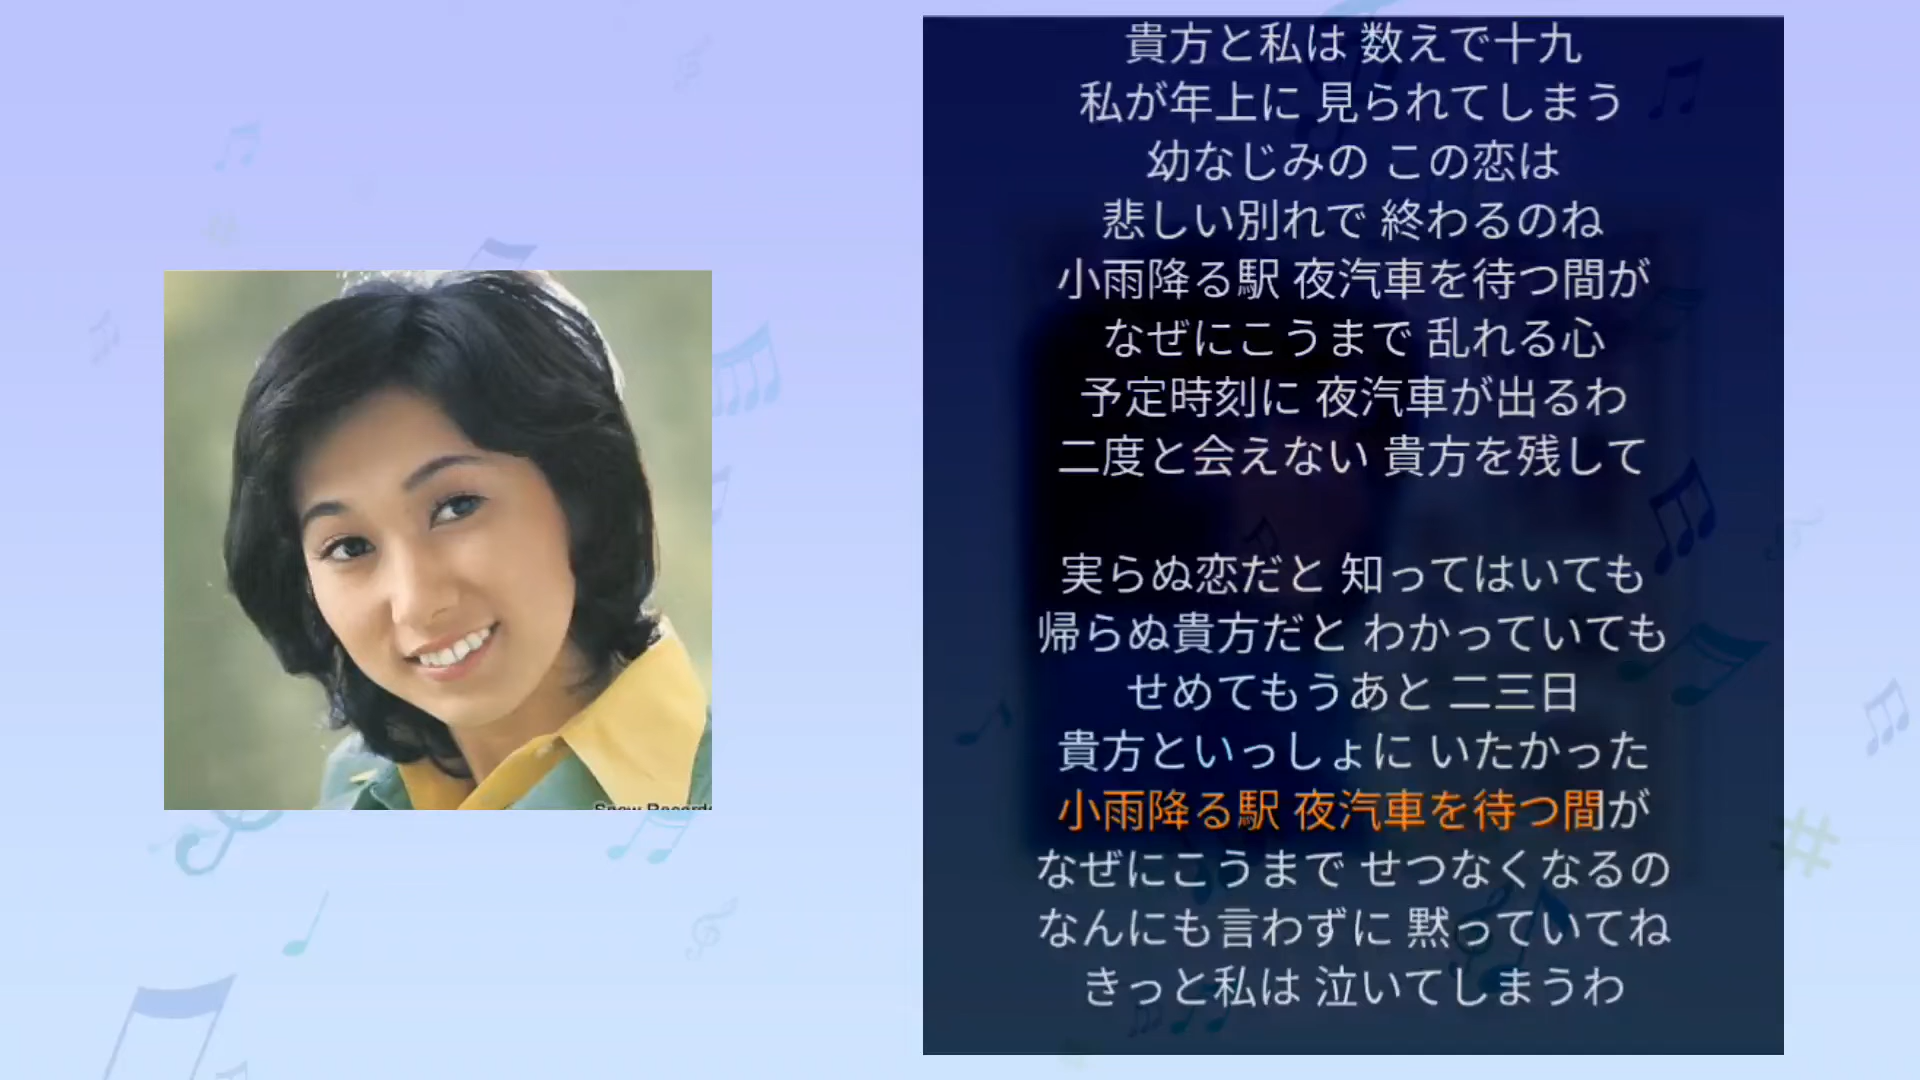 貴方と私は 数えで十九
私が年上に 見られてしまう
幼なじみの この恋は
悲しい別れで 終わるのね
小雨降る駅 夜汽車を待つ間が
なぜにこうまで 乱れる心
予定時刻に 夜汽車が出るわ
二度と会えない 貴方を残して
実らぬ恋だと 知ってはいても
帰らぬ貴方だと わかっていても
せめてもうあと 二三日
貴方といっしょに いたかった
小雨降る駅 夜汽車を待つ間が
なぜにこうまで せつなくなるの
なんにも言わずに 黙っていてね
きっと私は 泣いてしまうわ